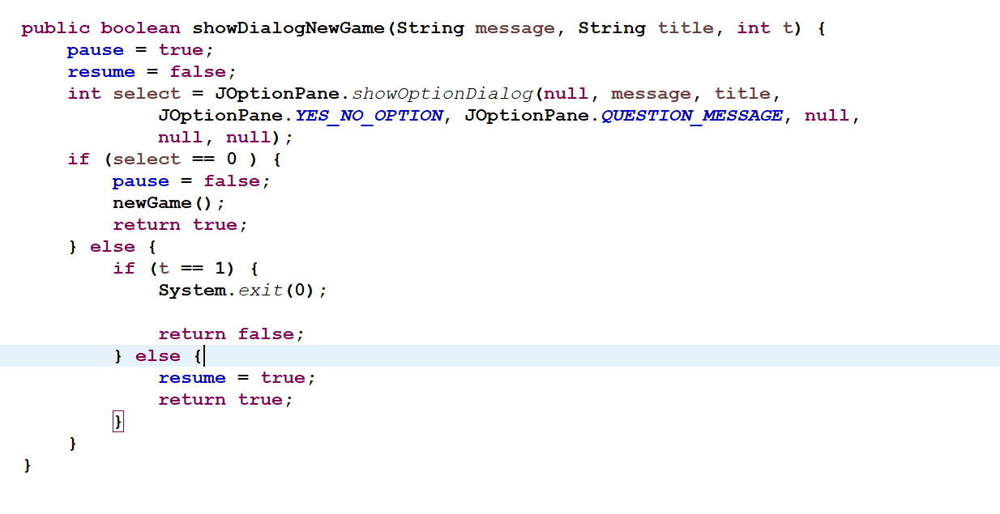 public boolean showDialogNewGame(String message, String title, int t) {
    pause = true;
    resume = false;
    int select = JOptionPane.showOptionDialog(null, message, title,
            JOptionPane.YES_NO_OPTION, JOptionPane.QUESTION_MESSAGE, null,
            null, null);
    if (select == 0 ) {
        pause = false;
        newGame();
        return true;
    } else {
        if (t == 1) {
            System.exit(0);

            return false;
        } else {
            resume = true;
            return true;
        }
    }
}